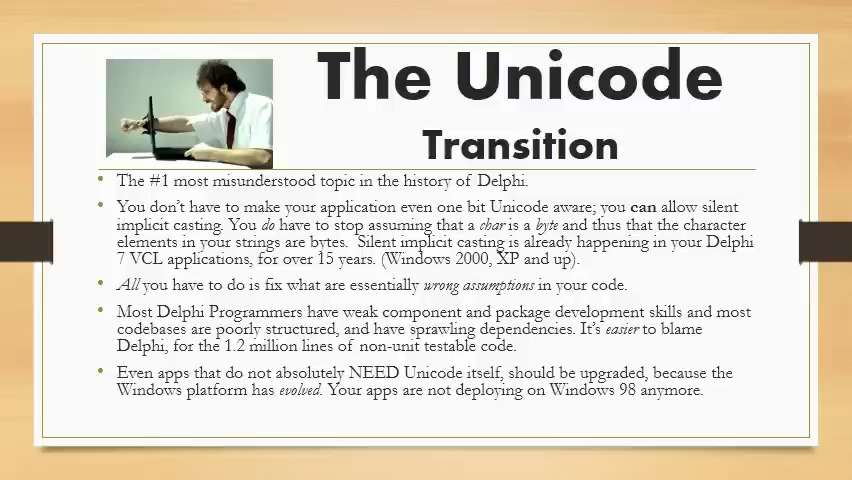 The Unicode
Transition
• The #1 most misunderstood topic in the history of Delphi.
• You don't have to make your application even one bit Unicode aware; you can allow silent
implicit casting. You do have to stop assuming that a char is a byte and thus that the character
elements in your strings are bytes. Silent implicit casting is already happening in your Delphi
7 VCL applications, for over 15 years. (Windows 2000, XP and up).
• All you have to do is fix what are essentially wrong assumptions in your code.
• Most Delphi Programmers have weak component and package development skills and most
codebases are poorly structured, and have sprawling dependencies. It's easier to blame
Delphi, for the 1.2 million lines of non-unit testable code.
• Even apps that do not absolutely NEED Unicode itself, should be upgraded, because the
Windows platform has evolved. Your apps are not deploying on Windows 98 anymore.